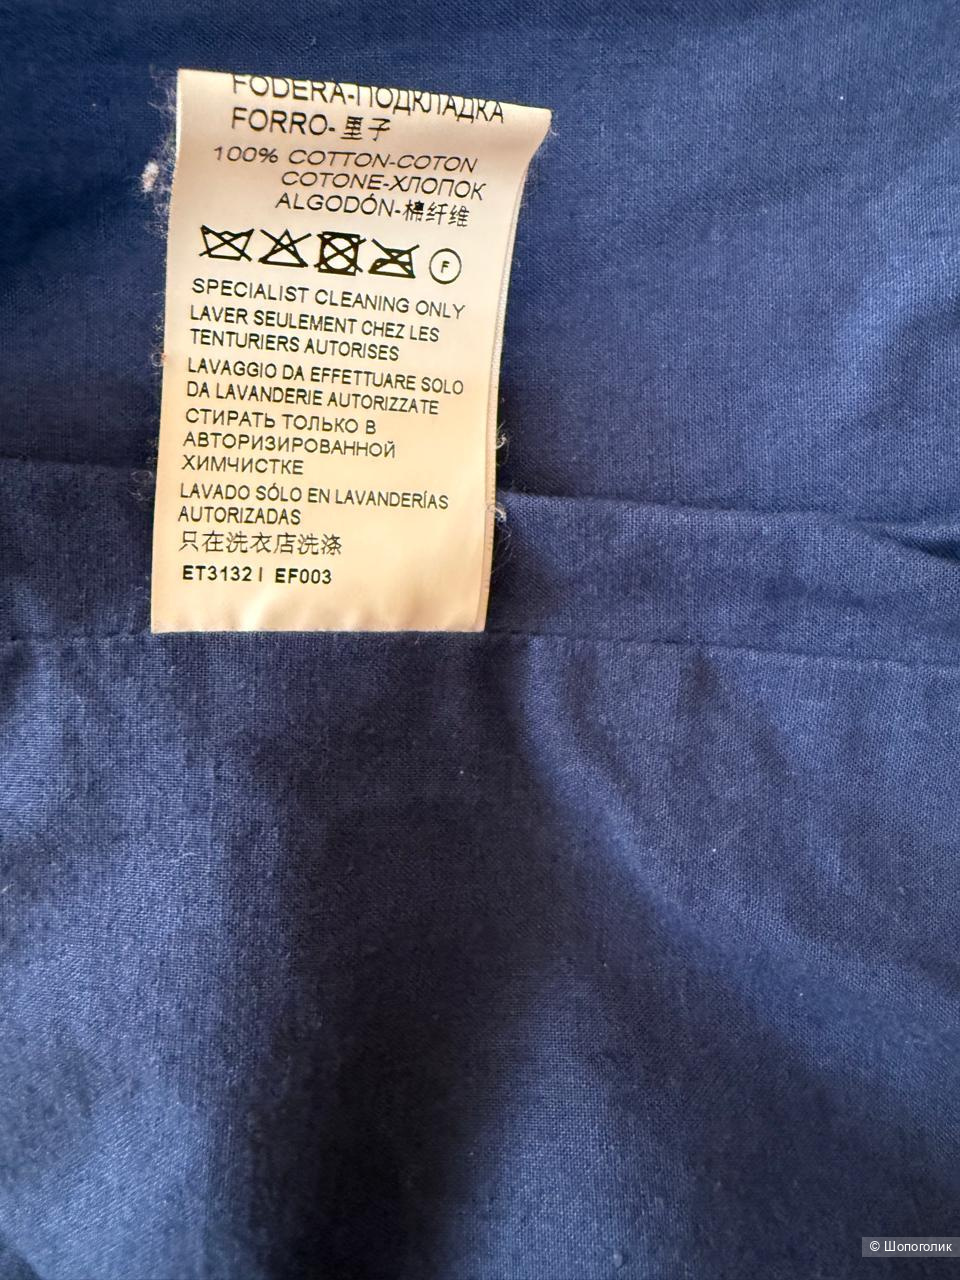 FODERA-ПОДКЛАДКА
FORRO-里子
100% COTTON-COTON
COTONE-ХЛОПОК
ALGODÓN-棉纤维
F
SPECIALIST CLEANING ONLY
LAVER SEULEMENT CHEZ LES
TENTURIERS AUTORISES
LAVAGGIO DA EFFETTUARE SOLO
DA LAVANDERIE AUTORIZZATE
СТИРАТЬ ТОЛЬКО В
АВТОРИЗИРОВАННОЙ
ХИМЧИСТКЕ
LAVADO SÓLO EN LAVANDERÍAS
AUTORIZADAS
只在洗衣店洗涤
ET3132I EF003
© Шопоголик